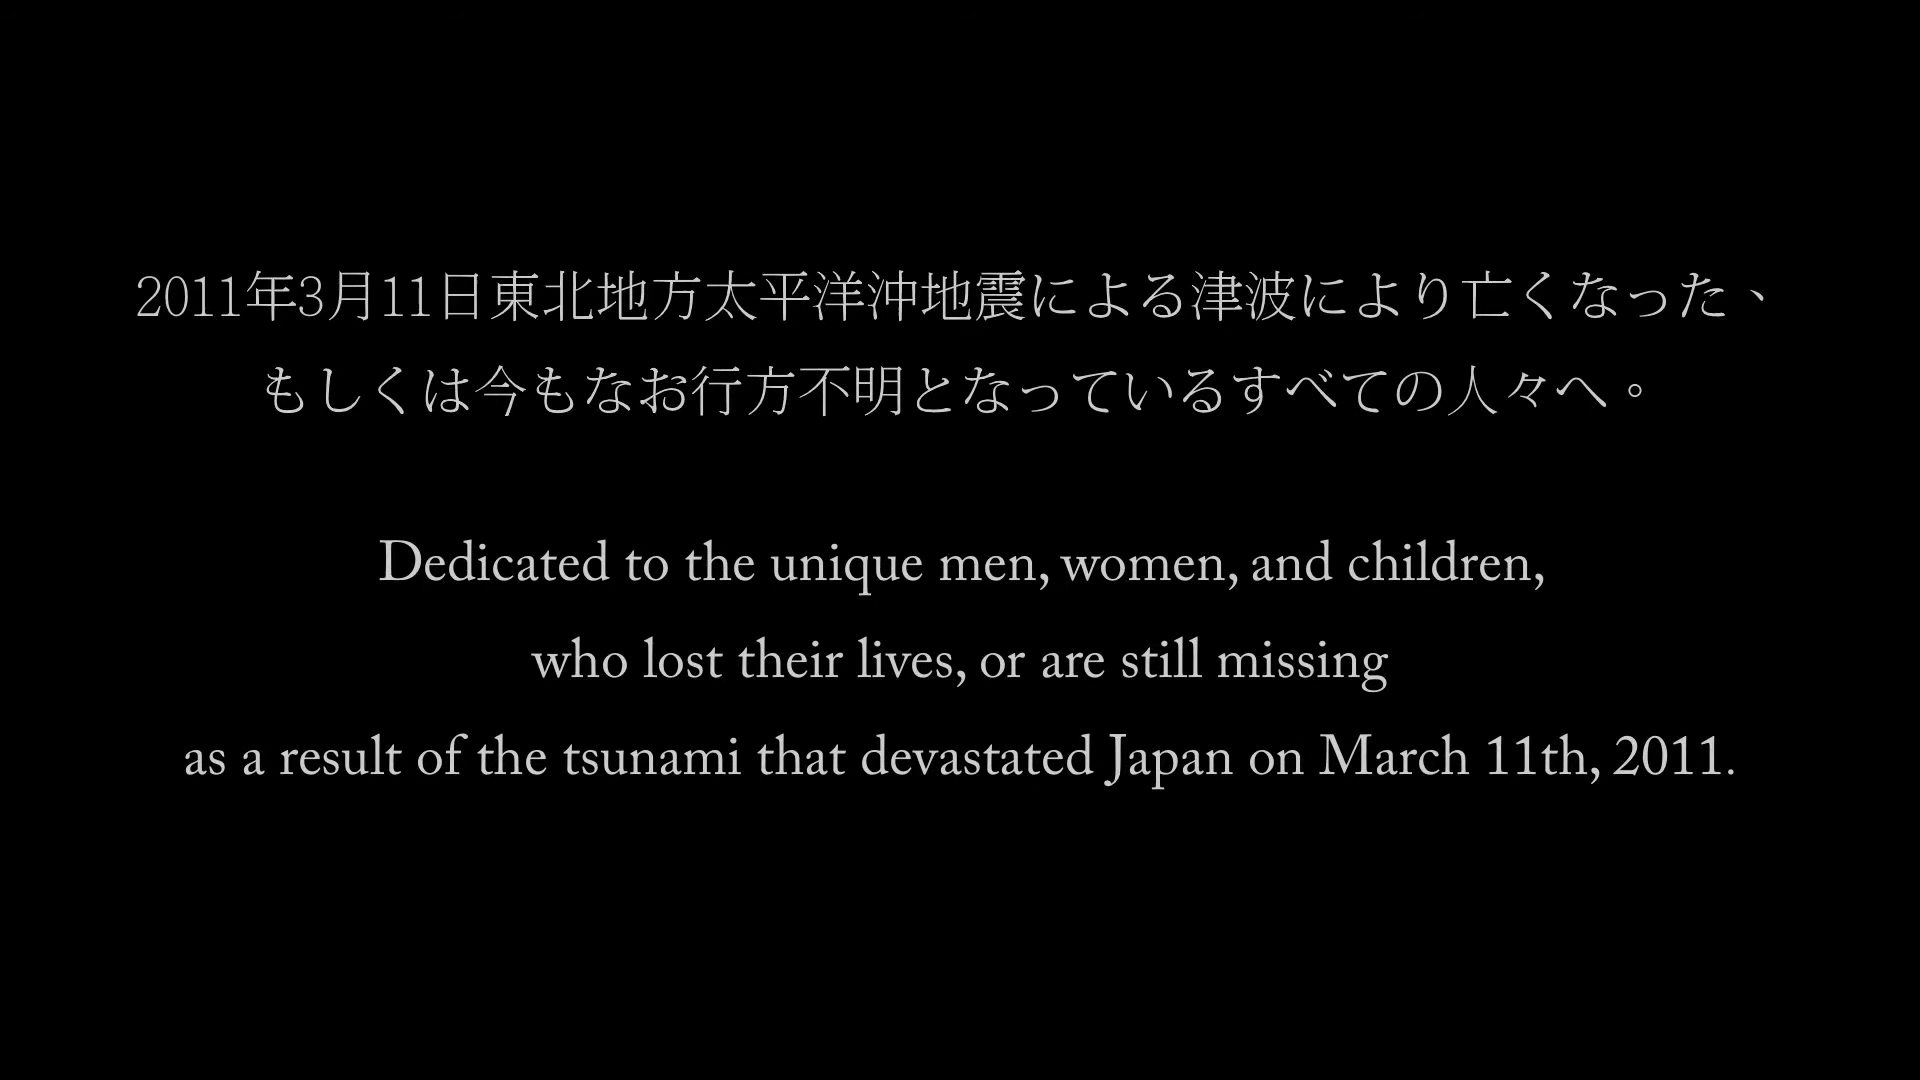 2011年3月11日東北地方太平洋沖地震による津波により亡くなった、
もしくは今もなお行方不明となっているすべての人々へ。
Dedicated to the unique men, women, and children,
who lost their lives, or are still missing
as a result of the tsunami that devastated Japan on March 11th, 2011.